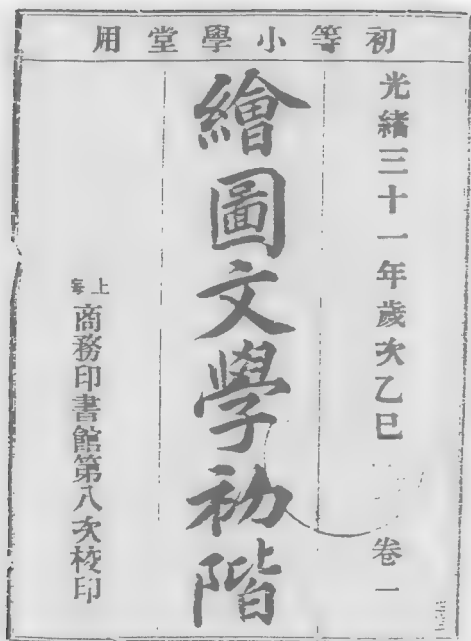 初等小學堂用
光緒三十一年歲次乙巳
卷一
繪圖文學初階
上海
商務印書館第八次校印